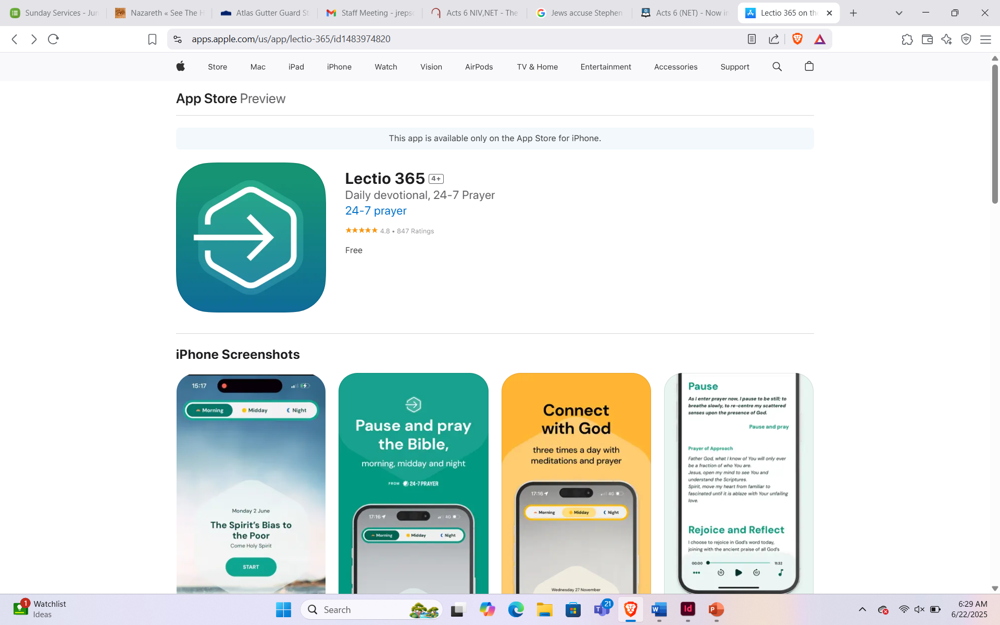 Sunday Services - Jun
Nazareth « See The H
Atlas Gutter Guard St
Staff Meeting - jreps
Acts 6 NIV,NET - The
Jews accuse Stephen
Acts 6 (NET) - Now in
Lectio 365 on the
apps.apple.com/us/app/lectio-365/id1483974820
Store
Mac
iPad
iPhone
Watch
Vision
AirPods
TV & Home
Entertainment
Accessories
Support
App Store Preview
This app is available only on the App Store for iPhone.
Lectio 365 4+
Daily devotional, 24-7 Prayer
24-7 prayer
4.8 • 847 Ratings
Free
iPhone Screenshots
15:17
Morning Midday Night
Monday 2 June
The Spirit's Bias to
the Poor
Come Holy Spirit
START
Pause and pray
the Bible,
morning, midday and night
FROM 24-7 PRAYER
17:16 4G
Morning Midday Night
Connect
with God
three times a day with
meditations and prayer
17:16 4G
Morning Midday Night
Wednesday 27 November
Pause
As I enter prayer now, I pause to be still; to
breathe slowly, to re-centre my scattered
senses upon the presence of God.
Pause and pray
Prayer of Approach
Father God, what I know of You will only ever
be a fraction of who You are.
Jesus, open my mind to see You and
understand the Scriptures.
Spirit, move my heart from familiar to
fascinated until it is ablaze with Your unfailing
love.
Rejoice and Reflect
I choose to rejoice in God's word today,
joining with the ancient praise of all God's
00:00 11:32
10 10
1
Watchlist
Ideas
Search
21
6:29 AM
6/22/2025